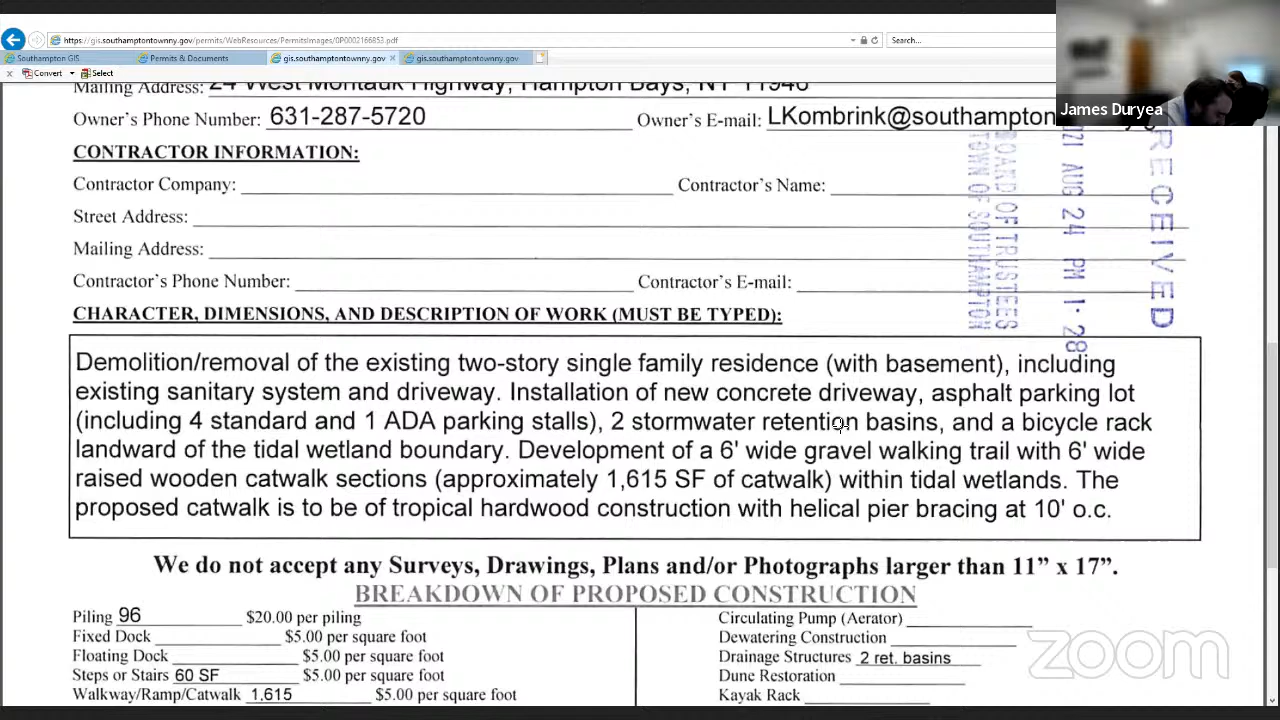 https://gis.southamptontownny.gov/permits/WebResources/PermitsImages/0P0002166853.pdf
Search...
Southampton GIS
Permits & Documents
gis.southamptontownny.gov
gis.southamptontownny.gov
Convert
Select
James Duryea
Mailing Address: 24 West Montauk Highway, Hampton Bays, NY 11946
Owner's Phone Number: 631-287-5720
Owner's E-mail: LKombrink@southampton
CONTRACTOR INFORMATION:
Contractor Company:
Contractor's Name:
Street Address:
Mailing Address:
Contractor's Phone Number:
Contractor's E-mail:
RECEIVED
2021 AUG 24 PM 1:28
BOARD OF TRUSTEES
TOWN OF SOUTHAMPTON
CHARACTER, DIMENSIONS, AND DESCRIPTION OF WORK (MUST BE TYPED):
Demolition/removal of the existing two-story single family residence (with basement), including
existing sanitary system and driveway. Installation of new concrete driveway, asphalt parking lot
(including 4 standard and 1 ADA parking stalls), 2 stormwater retention basins, and a bicycle rack
landward of the tidal wetland boundary. Development of a 6' wide gravel walking trail with 6' wide
raised wooden catwalk sections (approximately 1,615 SF of catwalk) within tidal wetlands. The
proposed catwalk is to be of tropical hardwood construction with helical pier bracing at 10' o.c.
We do not accept any Surveys, Drawings, Plans and/or Photographs larger than 11" x 17".
BREAKDOWN OF PROPOSED CONSTRUCTION
Piling 96 $20.00 per piling
Fixed Dock $5.00 per square foot
Floating Dock $5.00 per square foot
Steps or Stairs 60 SF $5.00 per square foot
Walkway/Ramp/Catwalk 1,615 $5.00 per square foot
Circulating Pump (Aerator)
Dewatering Construction
Drainage Structures 2 ret. basins
Dune Restoration
Kayak Rack
zoom